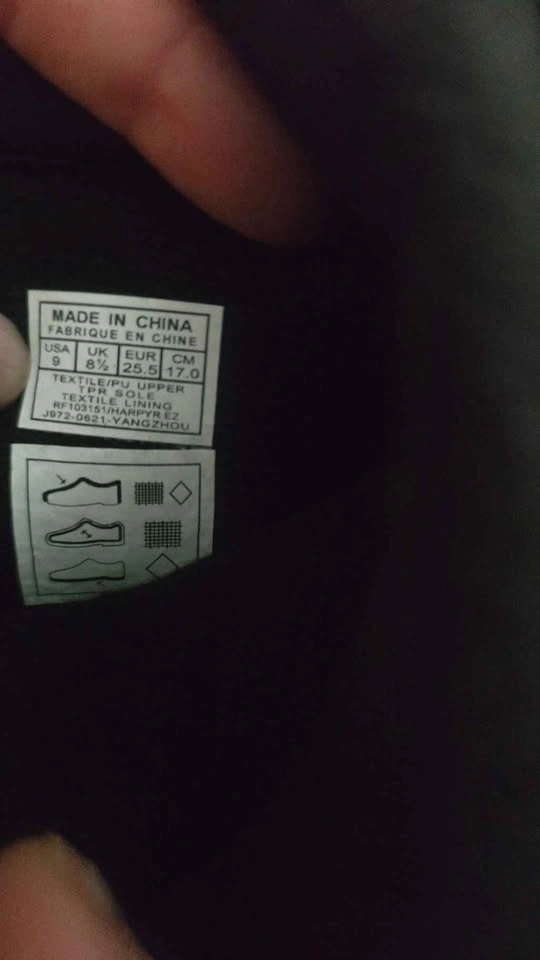 MADE IN CHINA
FABRIQUE EN CHINE
USA UK EUR CM
9 8½ 25.5 17.0
TEXTILE/PU UPPER
TPR SOLE
TEXTILE LINING
RF103151/HARPYR EZ
J972-0621-YANGZHOU